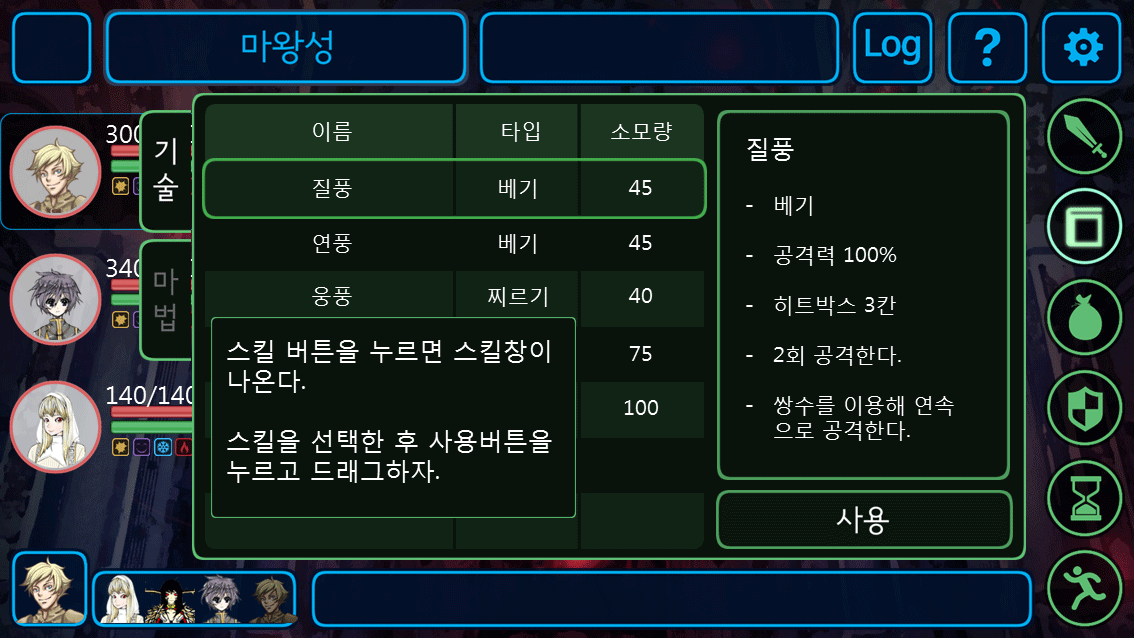 마왕성
Log
?
이름 타입 소모량
질풍 베기 45
연풍 베기 45
웅풍 찌르기 40
75
100
기술
마법
300
340
140/140
스킬 버튼을 누르면 스킬창이
나온다.
스킬을 선택한 후 사용버튼을
누르고 드래그하자.
질풍
- 베기
- 공격력 100%
- 히트박스 3칸
- 2회 공격한다.
- 쌍수를 이용해 연속
으로 공격한다.
사용